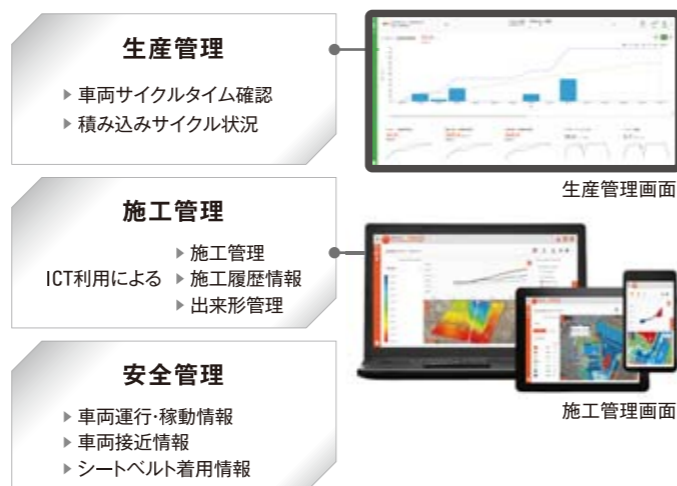 生産管理
▶ 車両サイクルタイム確認
▶ 積み込みサイクル状況
生産管理画面
施工管理
ICT利用による
▶ 施工管理
▶ 施工履歴情報
▶ 出来形管理
施工管理画面
安全管理
▶ 車両運行・稼動情報
▶ 車両接近情報
▶ シートベルト着用情報